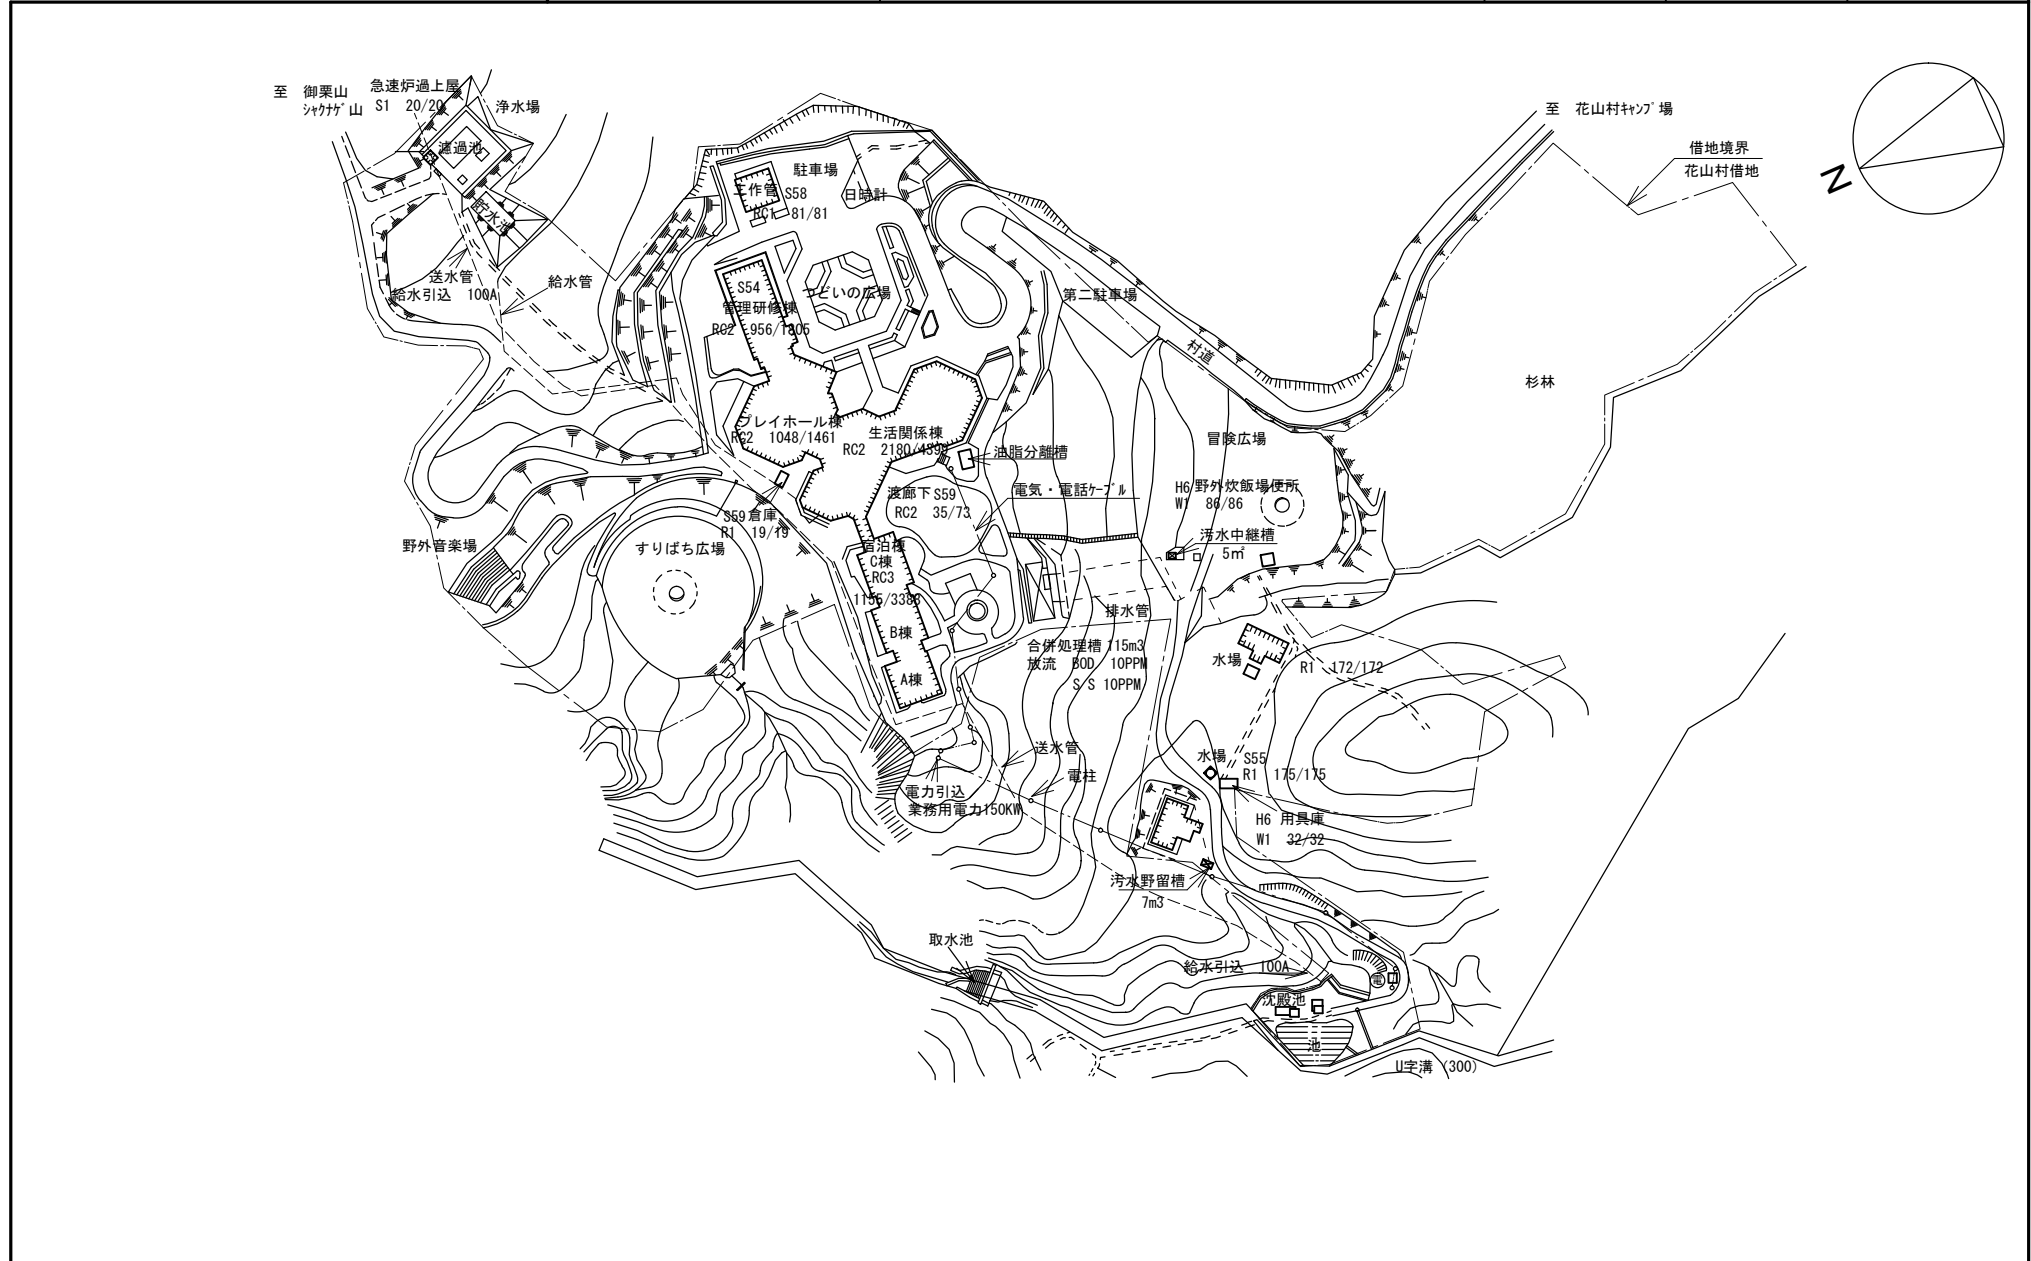 至　御栗山
シャクナゲ山
急速炉過上屋
S1　20/20
浄水場
濾過池
貯水池
送水管
給水引込　100A
給水管
駐車場
工作管 S58
RC1　81/81
日時計
S54
管理研修棟
RC2　956/1805
つどいの広場
第二駐車場
村道
至　花山村キャンプ場
借地境界
花山村借地
N
杉林
プレイホール棟
RC2　1048/1461
生活関係棟
RC2　2180/4399
油脂分離槽
冒険広場
渡廊下 S59
RC2　35/73
電気・電話ケーブル
H6 野外炊飯場便所
W1　86/86
S59 倉庫
R1　19/19
野外音楽場
すりばち広場
汚水中継槽
5㎥
宿泊棟
C棟
RC3
1155/3388
B棟
A棟
排水管
合併処理槽 115m3
放流　BOD　10PPM
S S 10PPM
水場
R1　172/172
送水管
電柱
水場
S55
R1　175/175
電力引込
業務用電力150KW
H6 用具庫
W1　32/32
汚水野留槽
7m3
取水池
給水引込　100A
電
沈殿池
池
U字溝 (300)